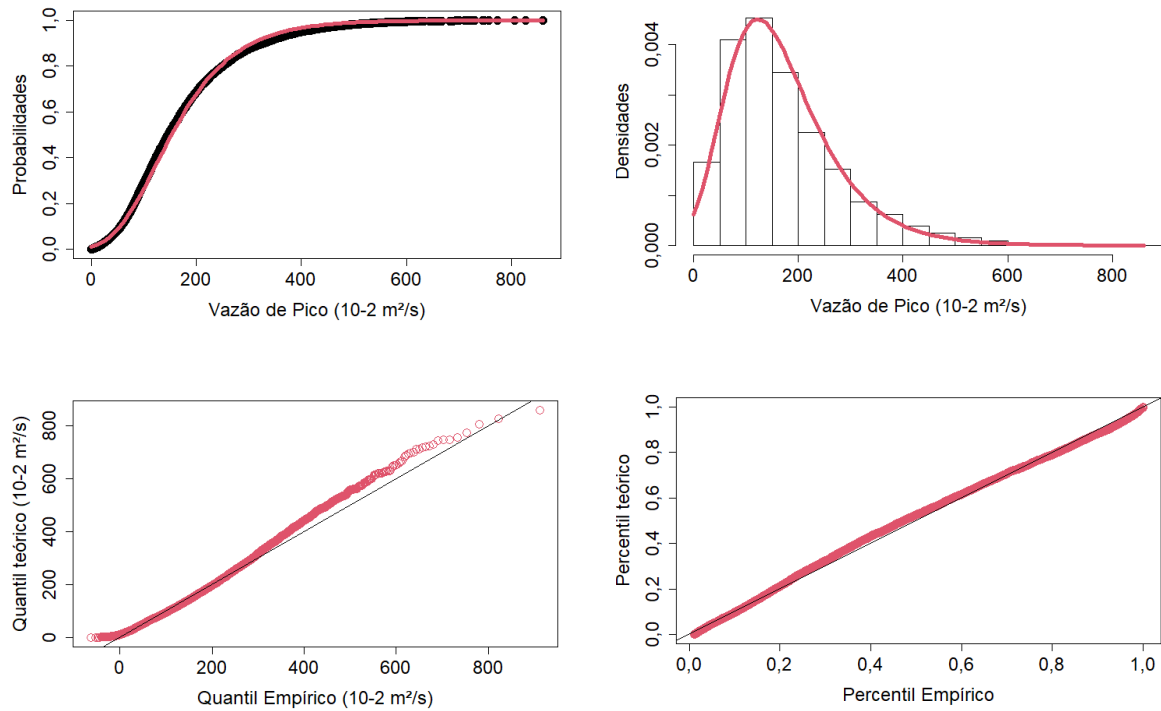 Probabilidades
0,0 0,2 0,4 0,6 0,8 1,0
0 200 400 600 800
Vazão de Pico (10-2 m²/s)
Densidades
0,000 0,002 0,004
0 200 400 600 800
Vazão de Pico (10-2 m²/s)
Quantil teórico (10-2 m²/s)
0 200 400 600 800
0 200 400 600 800
Quantil Empírico (10-2 m²/s)
Percentil teórico
0,0 0,2 0,4 0,6 0,8 1,0
0,0 0,2 0,4 0,6 0,8 1,0
Percentil Empírico